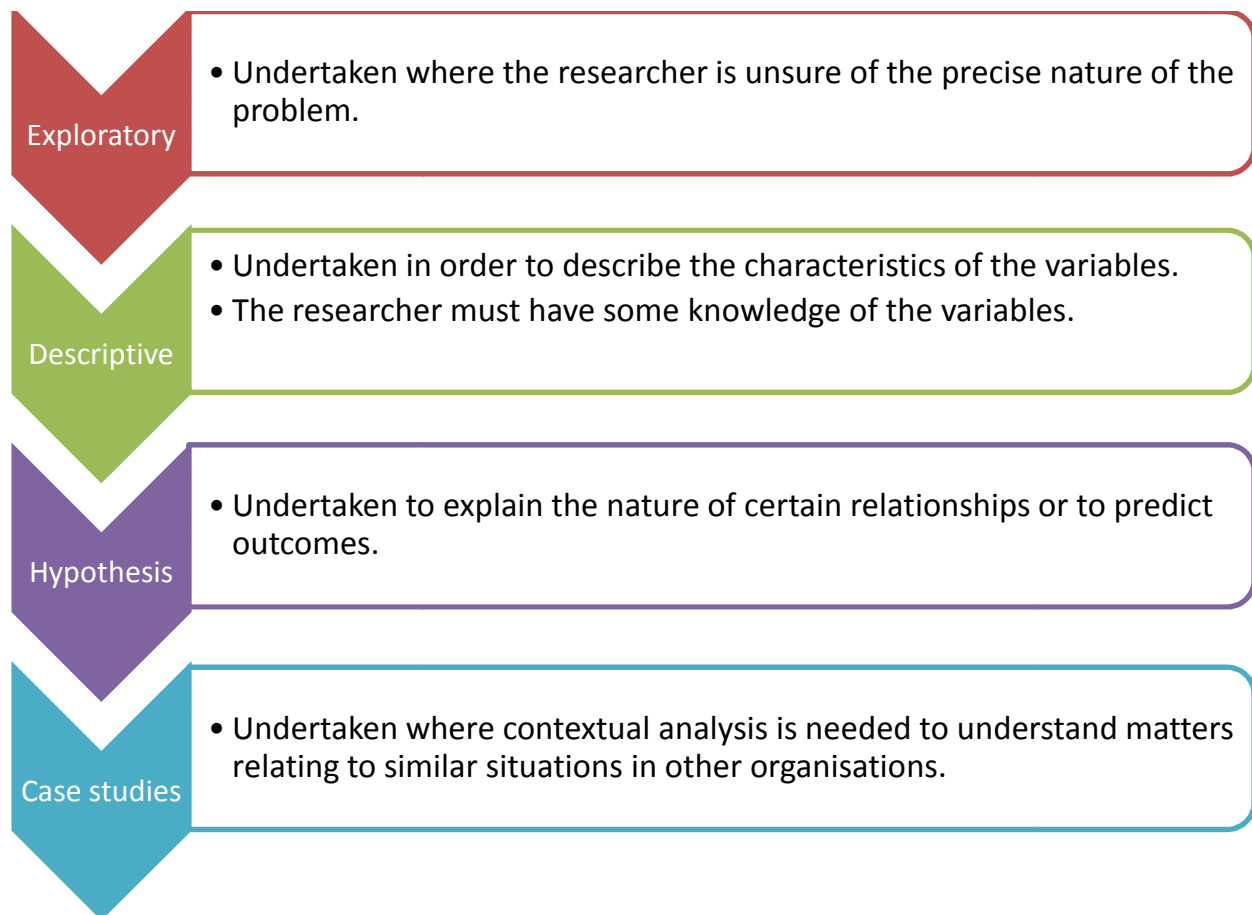 Exploratory
• Undertaken where the researcher is unsure of the precise nature of the
problem.
Descriptive
• Undertaken in order to describe the characteristics of the variables.
• The researcher must have some knowledge of the variables.
Hypothesis
• Undertaken to explain the nature of certain relationships or to predict
outcomes.
Case studies
• Undertaken where contextual analysis is needed to understand matters
relating to similar situations in other organisations.